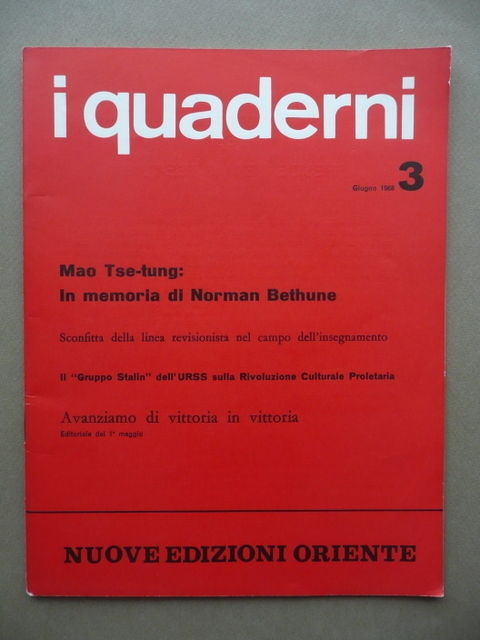 i quaderni
Giugno 1968 3
Mao Tse-tung:
In memoria di Norman Bethune
Sconfitta della linea revisionista nel campo dell'insegnamento
Il "Gruppo Stalin" dell'URSS sulla Rivoluzione Culturale Proletaria
Avanziamo di vittoria in vittoria
Editoriale del 1° maggio
NUOVE EDIZIONI ORIENTE